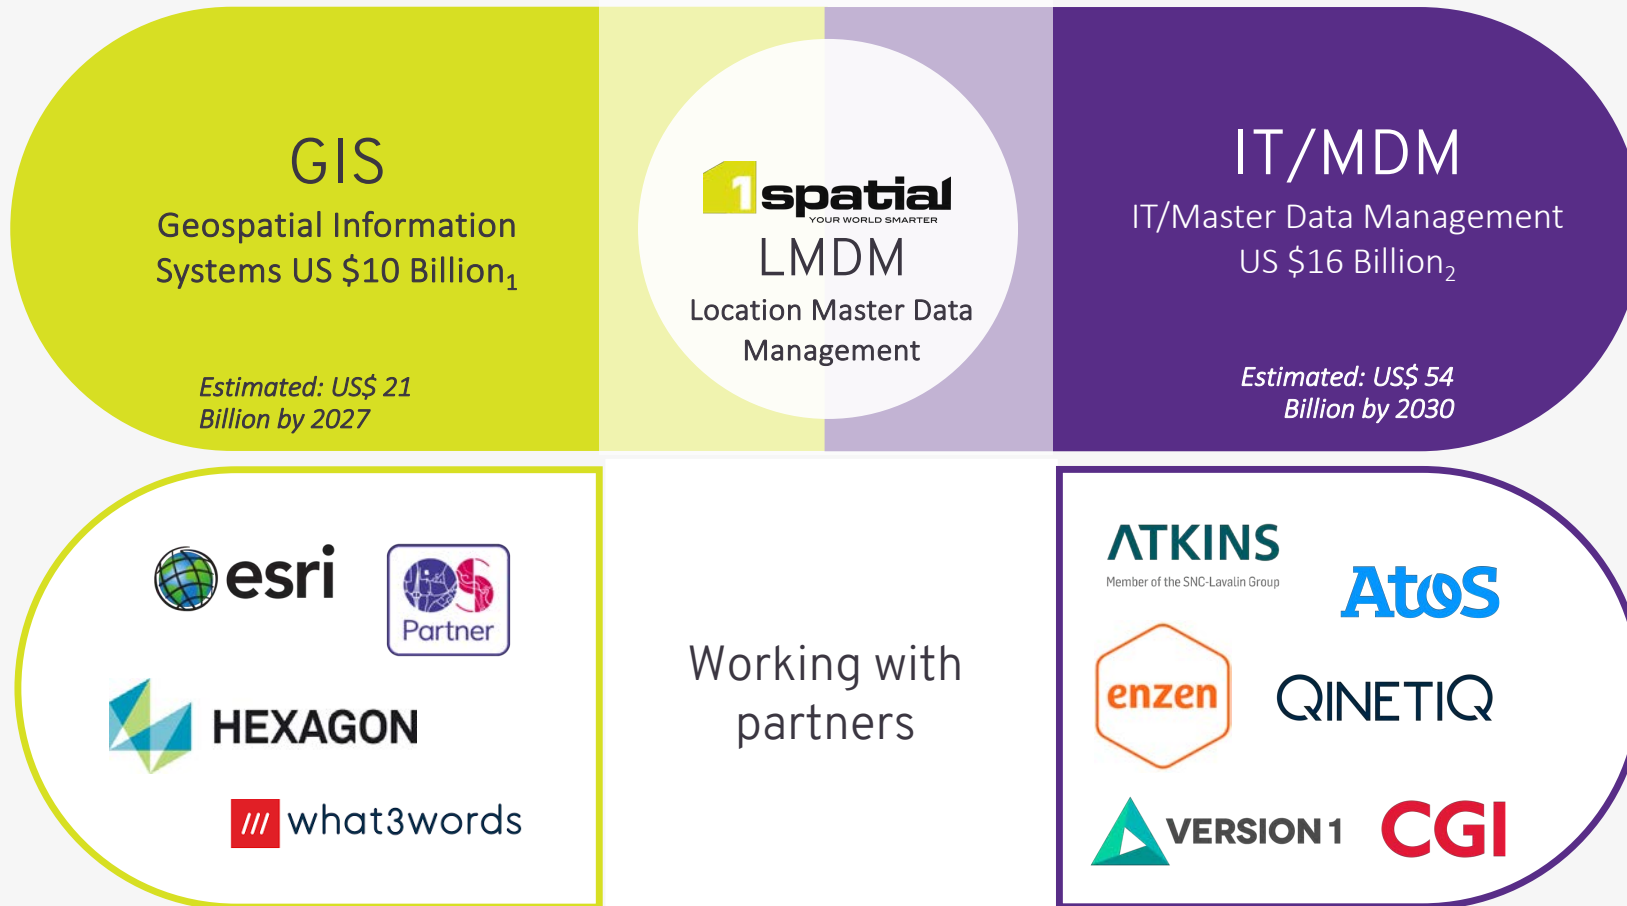 GIS
Geospatial Information
Systems US $10 Billion1
Estimated: US$ 21
Billion by 2027
1spatial
YOUR WORLD SMARTER
LMDM
Location Master Data
Management
IT/MDM
IT/Master Data Management
US $16 Billion2
Estimated: US$ 54
Billion by 2030
esri
OS
Partner
HEXAGON
what3words
Working with
partners
ATKINS
Member of the SNC-Lavalin Group
Atos
enzen
QINETIQ
VERSION 1
CGI